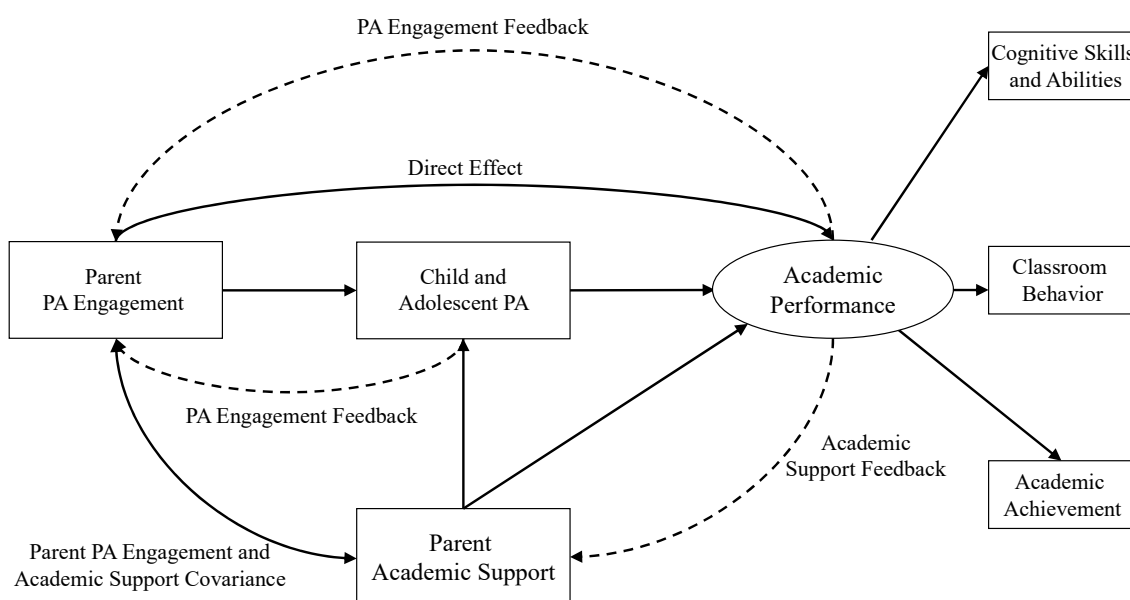 PA Engagement Feedback
Cognitive Skills
and Abilities
Direct Effect
Parent
PA Engagement
Child and
Adolescent PA
Academic
Performance
Classroom
Behavior
PA Engagement Feedback
Academic
Support Feedback
Academic
Achievement
Parent
Academic Support
Parent PA Engagement and
Academic Support Covariance